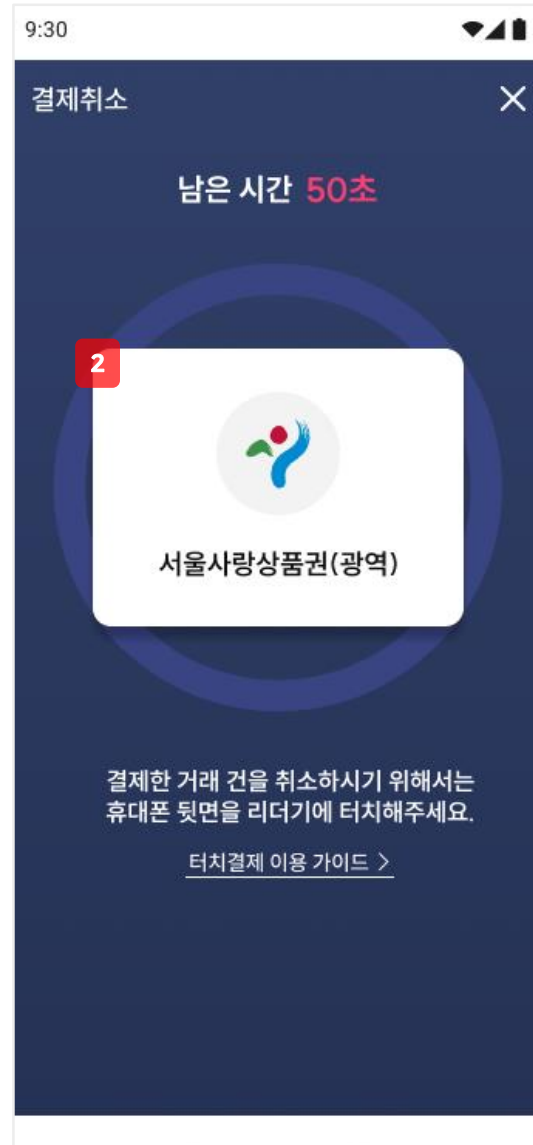 9:30
결제취소
남은 시간 50초
2
서울사랑상품권(광역)
결제한 거래 건을 취소하시기 위해서는
휴대폰 뒷면을 리더기에 터치해주세요.
터치결제 이용 가이드 >